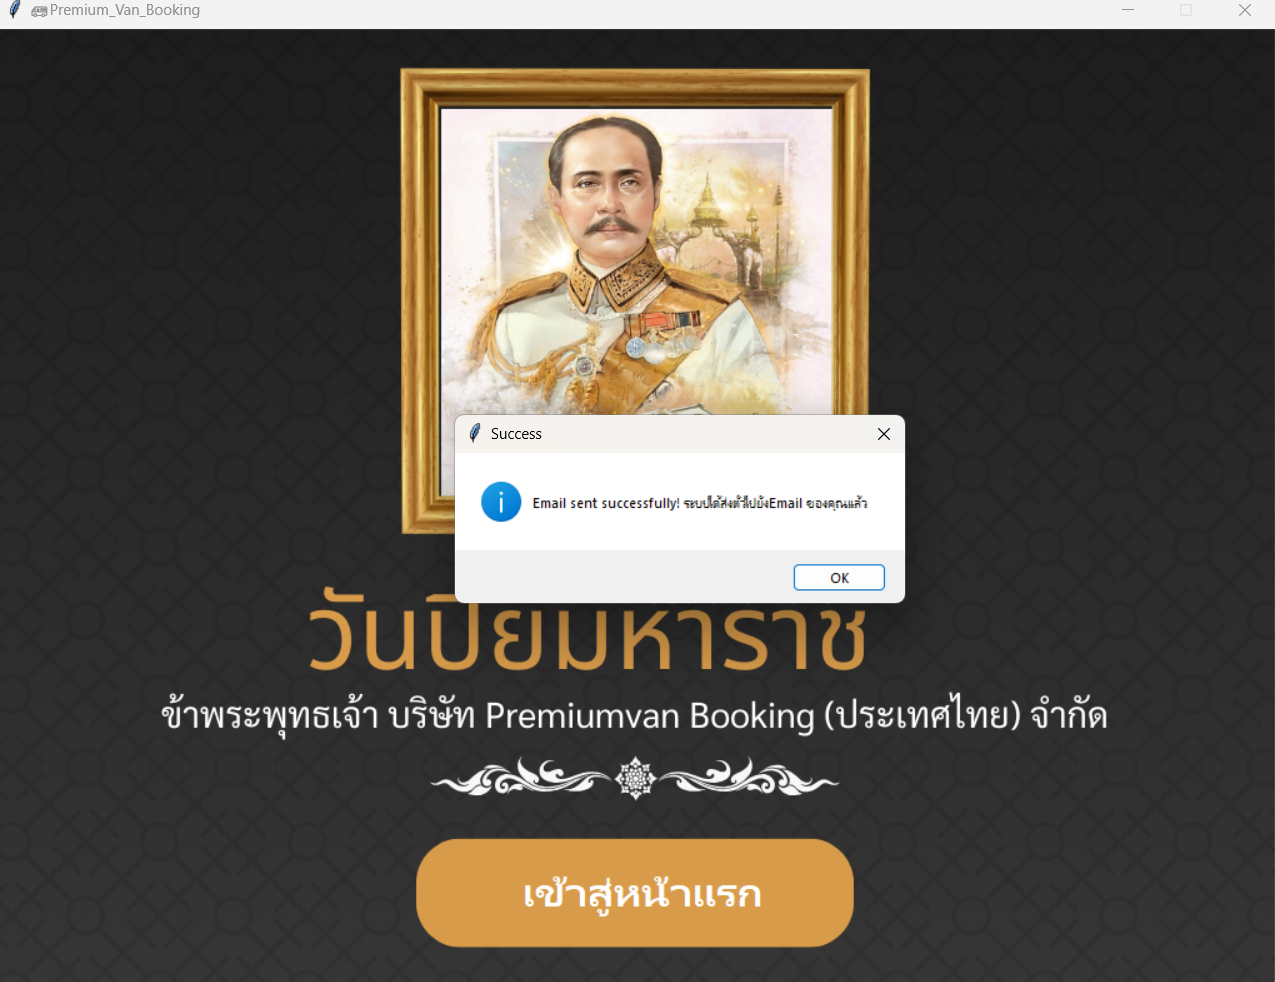 Premium_Van_Booking
Success
Email sent successfully! ระบบได้ส่งตั๋วไปยังEmail ของคุณแล้ว
OK
วันปิยมหาราช
ข้าพระพุทธเจ้า บริษัท Premiumvan Booking (ประเทศไทย) จำกัด
เข้าสู่หน้าแรก